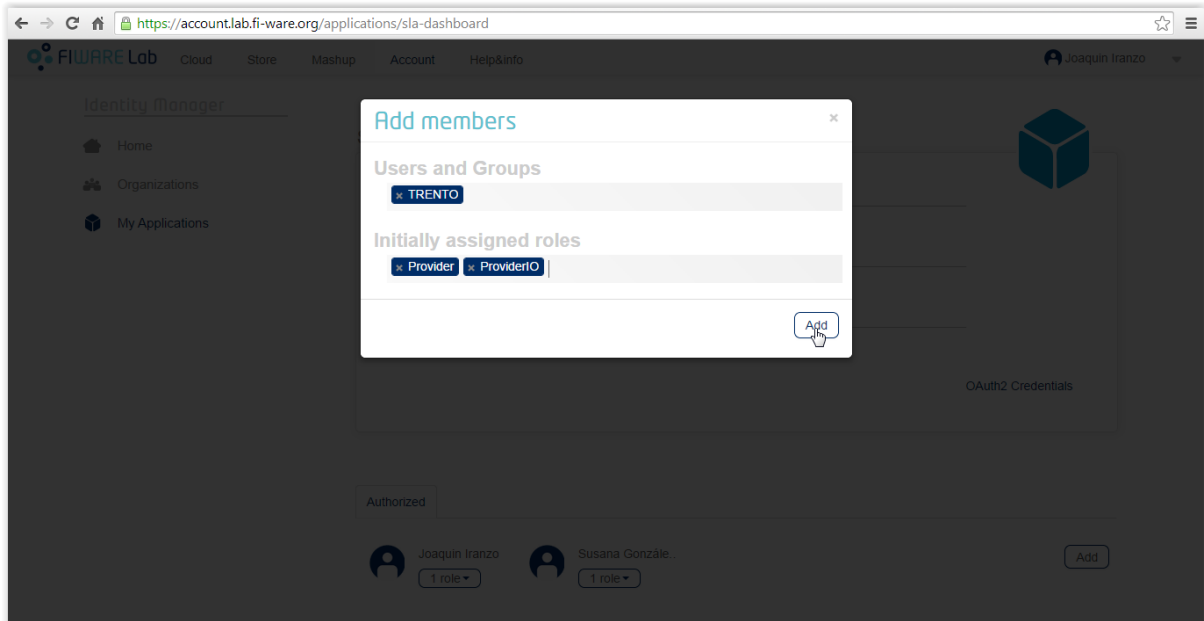 https://account.lab.fi-ware.org/applications/sla-dashboard
FIWARE Lab Cloud Store Mashup Account Help&info Joaquin Iranzo
Identity Manager
Home
Organizations
My Applications
Add members ×
Users and Groups
× TRENTO
Initially assigned roles
× Provider × ProviderIO
Add
OAuth2 Credentials
Authorized
Joaquin Iranzo Susana Gonzále..
1 role 1 role
Add